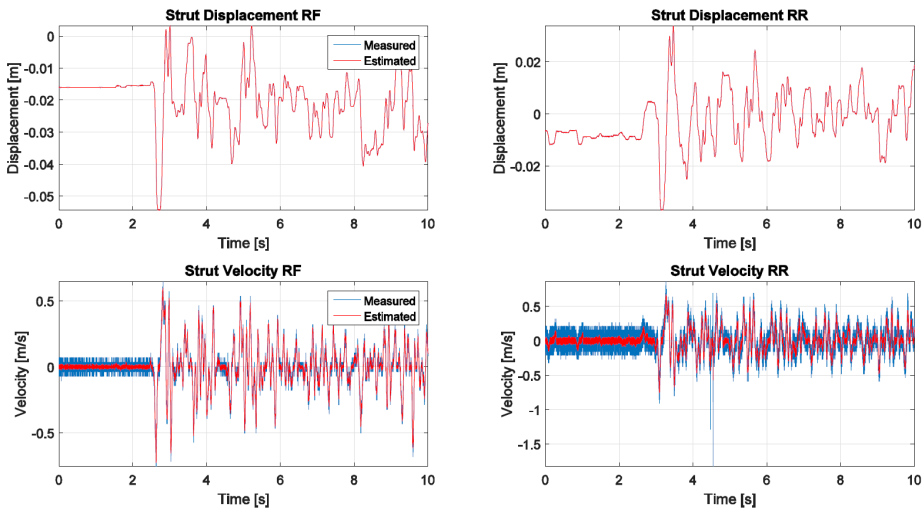 Strut Displacement RF
Displacement [m]
0
-0.01
-0.02
-0.03
-0.04
-0.05
Measured
Estimated
0 2 4 6 8 10
Time [s]
Strut Displacement RR
Displacement [m]
0.02
0
-0.02
0 2 4 6 8 10
Time [s]
Strut Velocity RF
Velocity [m/s]
0.5
0
-0.5
Measured
Estimated
0 2 4 6 8 10
Time [s]
Strut Velocity RR
Velocity [m/s]
0.5
0
-0.5
-1
-1.5
0 2 4 6 8 10
Time [s]